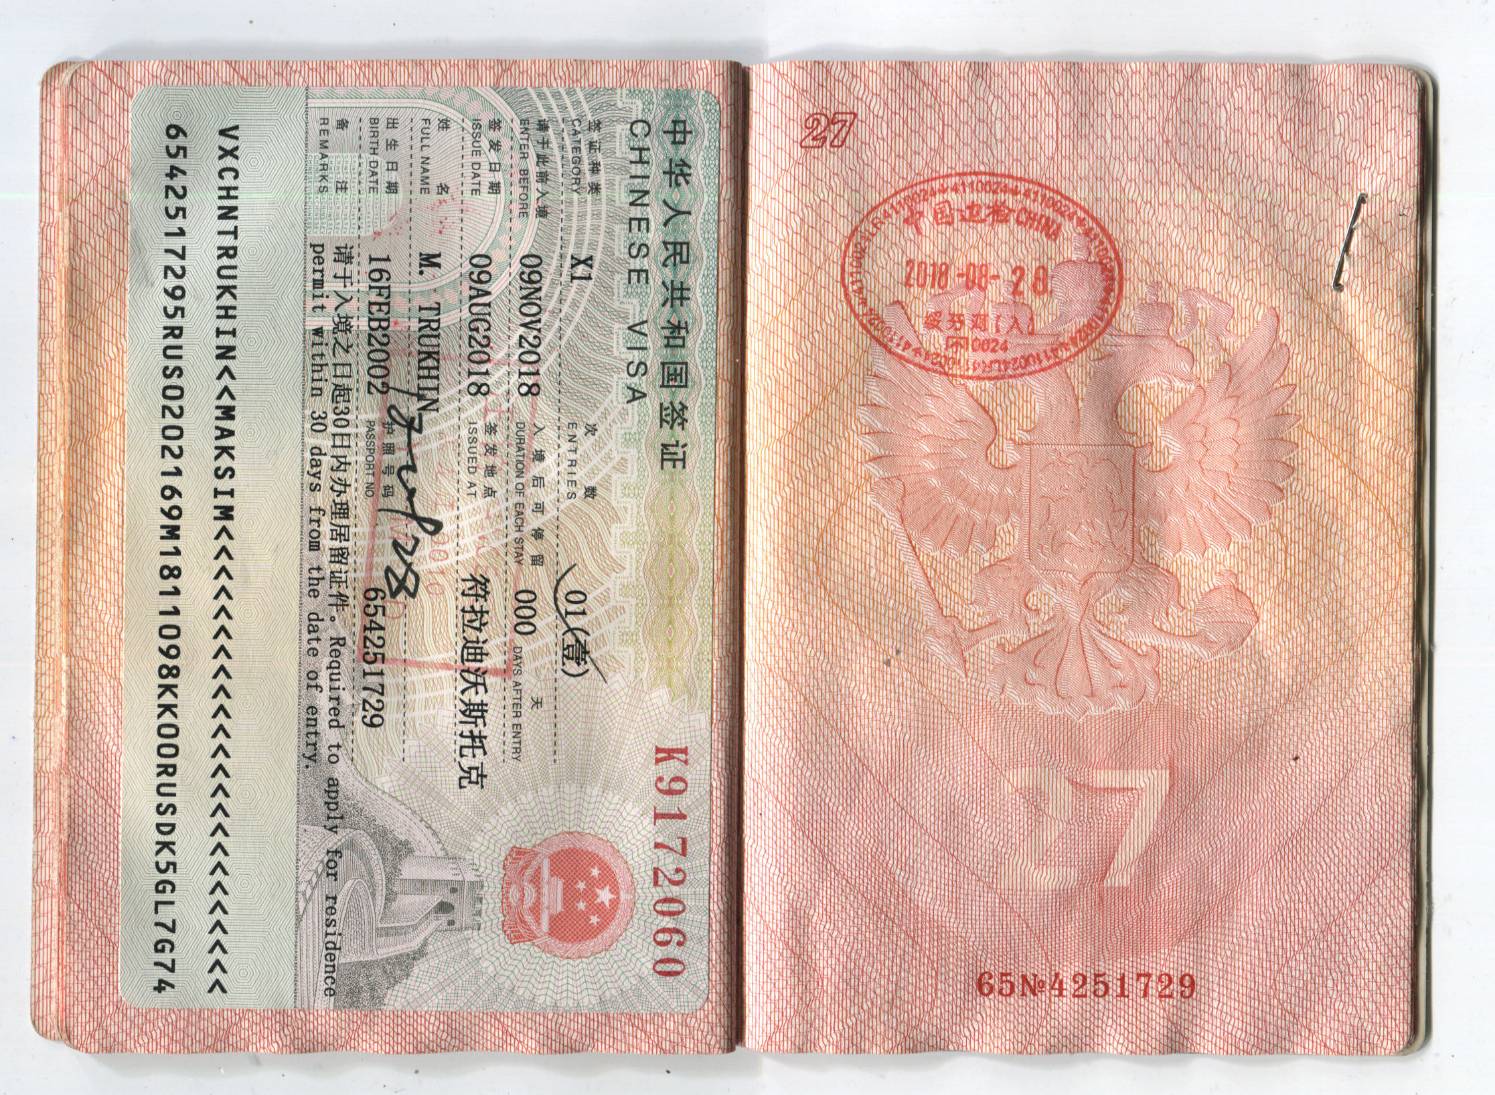 中华人民共和国签证
CHINESE VISA
K9172060
签证种类 X1 次数 01(壹)
CATEGORY ENTRIES
请于此前入境 09NOV2018 入境后可停留 000 天
ENTER BEFORE DURATION OF EACH STAY DAYS AFTER ENTRY
签发日期 09AUG2018 签发地点 符拉迪沃斯托克
ISSUE DATE ISSUED AT
姓名 M. TRUKHIN
FULL NAME
出生日期 16FEB2002 护照号码 654251729
BIRTH DATE PASSPORT NO
备注 请于入境之日起30日内办理居留证件。Required to apply for residence
REMARKS permit within 30 days from the date of entry.
VXCHNTRUKHIN<<MAKSIM<<<<<<<<<<<<<<<<<<<<<<<<
6542517295RUS0202169M1811098KK00RUSDK5GL7G74
27
中国边检CHINA
2018-08-28
绥芬河(入)
65№4251729
27